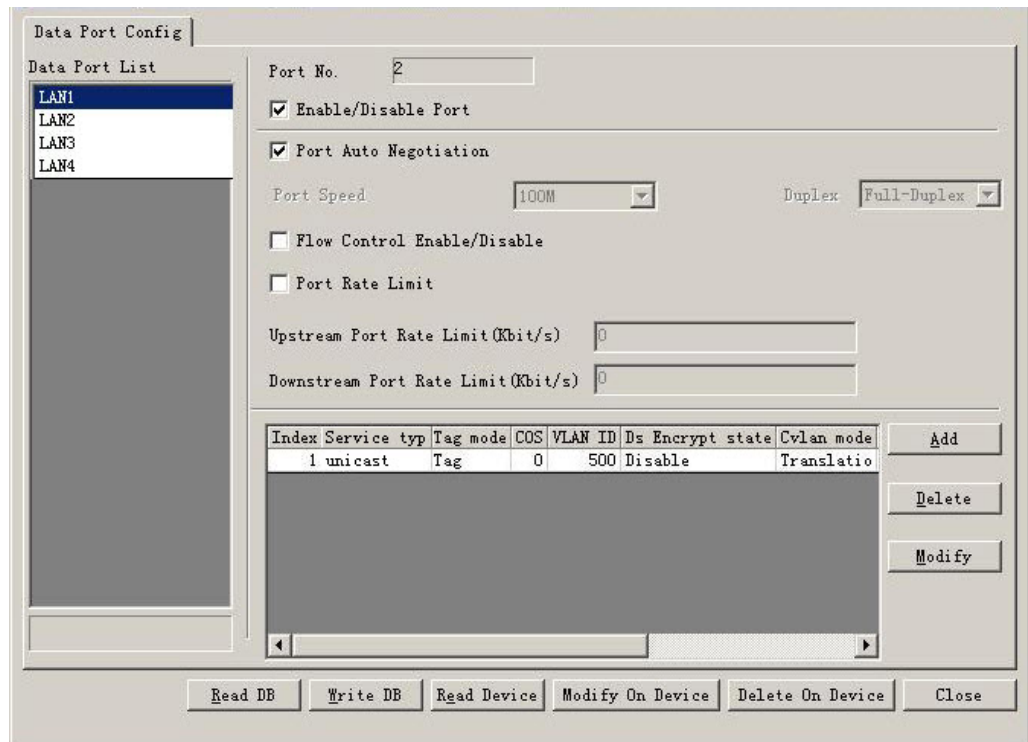 Data Port Config
Data Port List
LAN1
LAN2
LAN3
LAN4
Port No. 2
Enable/Disable Port
Port Auto Negotiation
Port Speed 100M Duplex Full-Duplex
Flow Control Enable/Disable
Port Rate Limit
Upstream Port Rate Limit(Kbit/s) 0
Downstream Port Rate Limit(Kbit/s) 0
Index Service typ Tag mode COS VLAN ID Ds Encrypt state Cvlan mode
1 unicast Tag 0 500 Disable Translatio
Add
Delete
Modify
Read DB Write DB Read Device Modify On Device Delete On Device Close